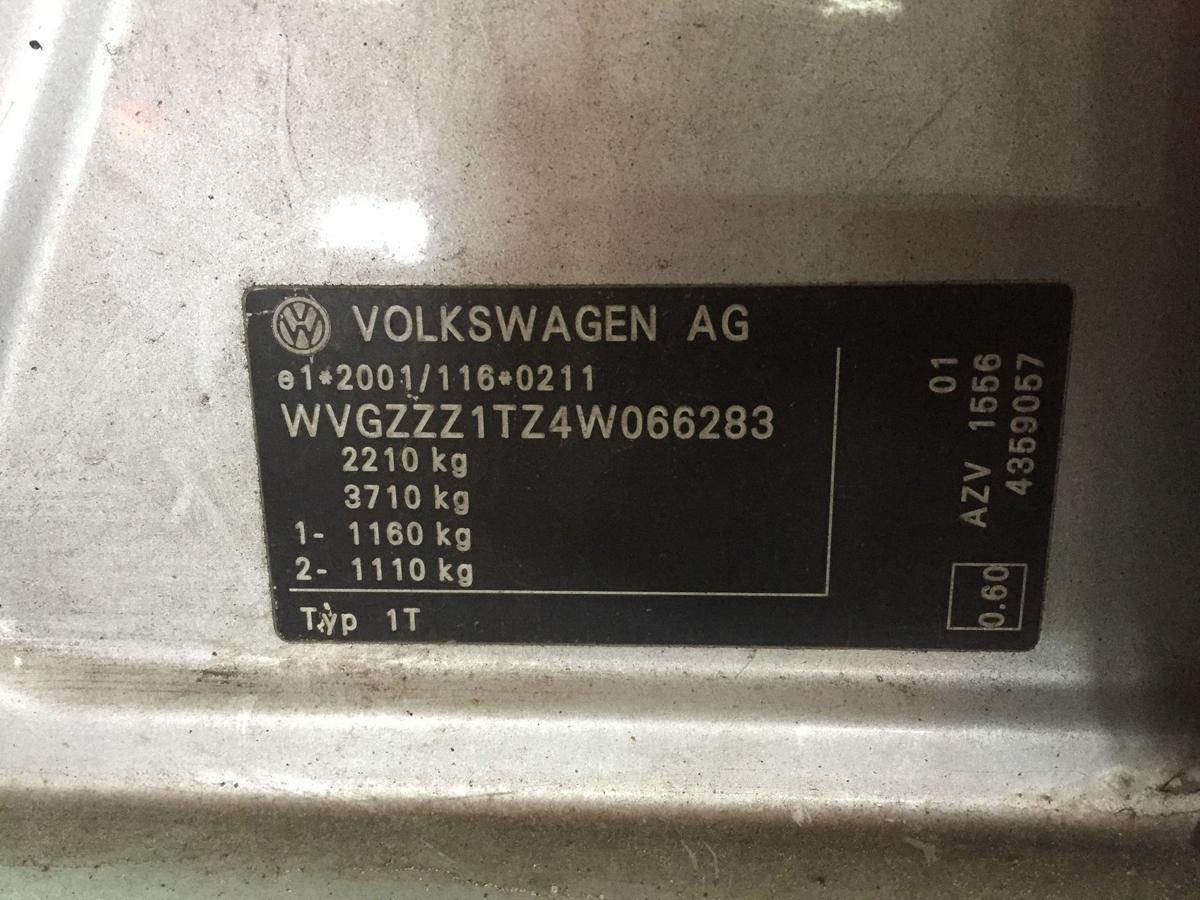 VOLKSWAGEN AG
e1*2001/116*0211
WVGZZZ1TZ4W066283
2210 kg
3710 kg
1- 1160 kg
2- 1110 kg
Typ 1T
01
AZV 1556
4359057
0.60